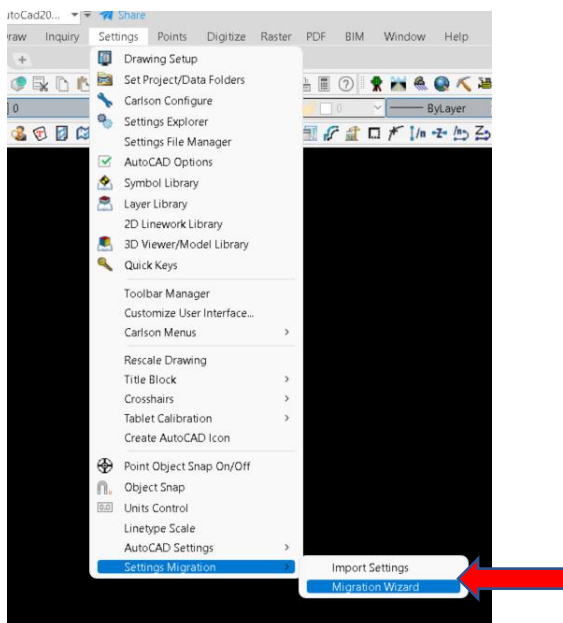 utoCad20... Share
raw Inquiry Settings Points Digitize Raster PDF BIM Window Help
+
0 0 ByLayer
Drawing Setup
Set Project/Data Folders
Carlson Configure
Settings Explorer
Settings File Manager
AutoCAD Options
Symbol Library
Layer Library
2D Linework Library
3D Viewer/Model Library
Quick Keys
Toolbar Manager
Customize User Interface...
Carlson Menus >
Rescale Drawing
Title Block >
Crosshairs >
Tablet Calibration >
Create AutoCAD Icon
Point Object Snap On/Off
Object Snap
0.0 Units Control
Linetype Scale
AutoCAD Settings >
Settings Migration >
Import Settings
Migration Wizard